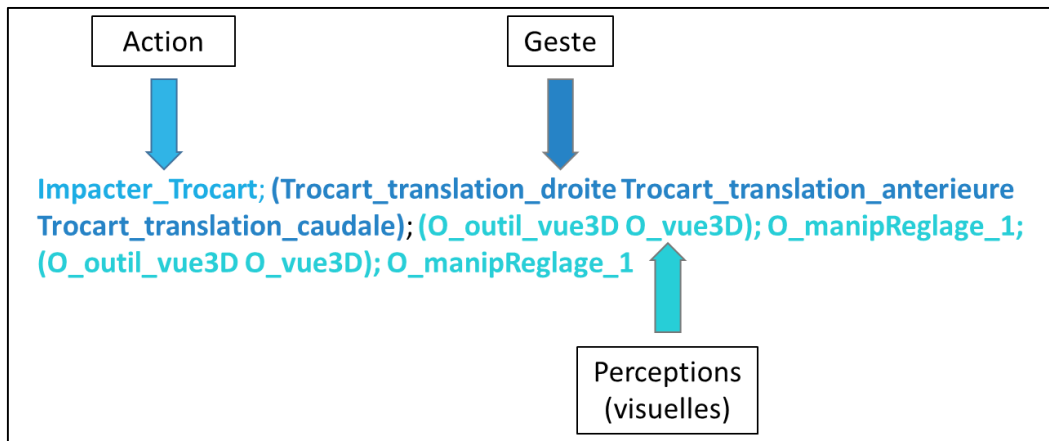 Action
Geste
Impacter_Trocart; (Trocart_translation_droite Trocart_translation_anterieure
Trocart_translation_caudale); (O_outil_vue3D O_vue3D); O_manipReglage_1;
(O_outil_vue3D O_vue3D); O_manipReglage_1
Perceptions
(visuelles)